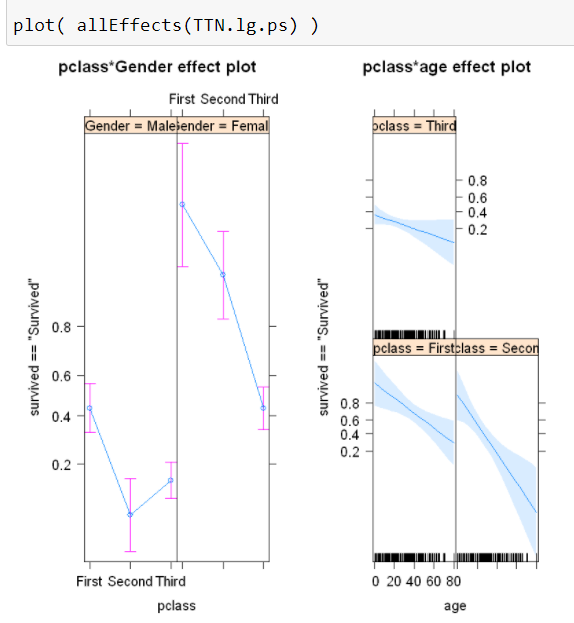 plot( allEffects(TTN.lg.ps) )
pclass*Gender effect plot
First Second Third
Gender = Male
Gender = Femal
survived == "Survived"
0.8
0.6
0.4
0.2
First Second Third
pclass
pclass*age effect plot
pclass = Third
0.8
0.6
0.4
0.2
survived == "Survived"
pclass = First
class = Secon
0.8
0.6
0.4
0.2
0 20 40 60 80
age